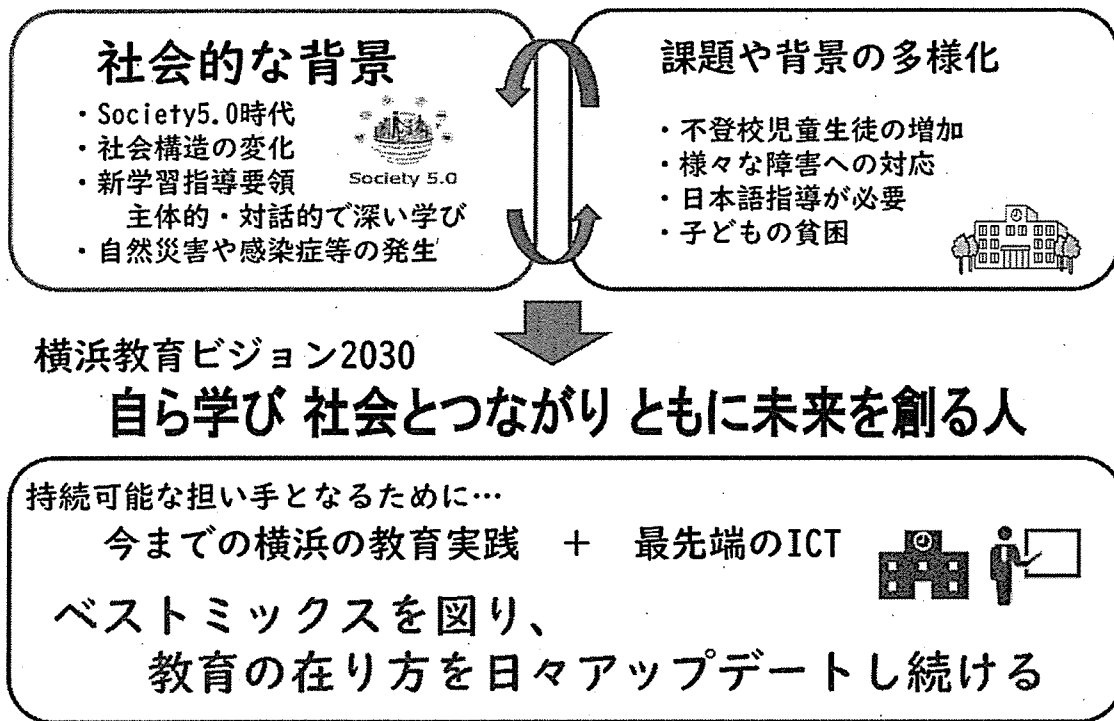 社会的な背景
・Society5.0時代
・社会構造の変化
・新学習指導要領
主体的・対話的で深い学び
・自然災害や感染症等の発生
Society 5.0
課題や背景の多様化
・不登校児童生徒の増加
・様々な障害への対応
・日本語指導が必要
・子どもの貧困
横浜教育ビジョン2030
自ら学び 社会とつながり ともに未来を創る人
持続可能な担い手となるために…
今までの横浜の教育実践 + 最先端のICT
ベストミックスを図り、
教育の在り方を日々アップデートし続ける